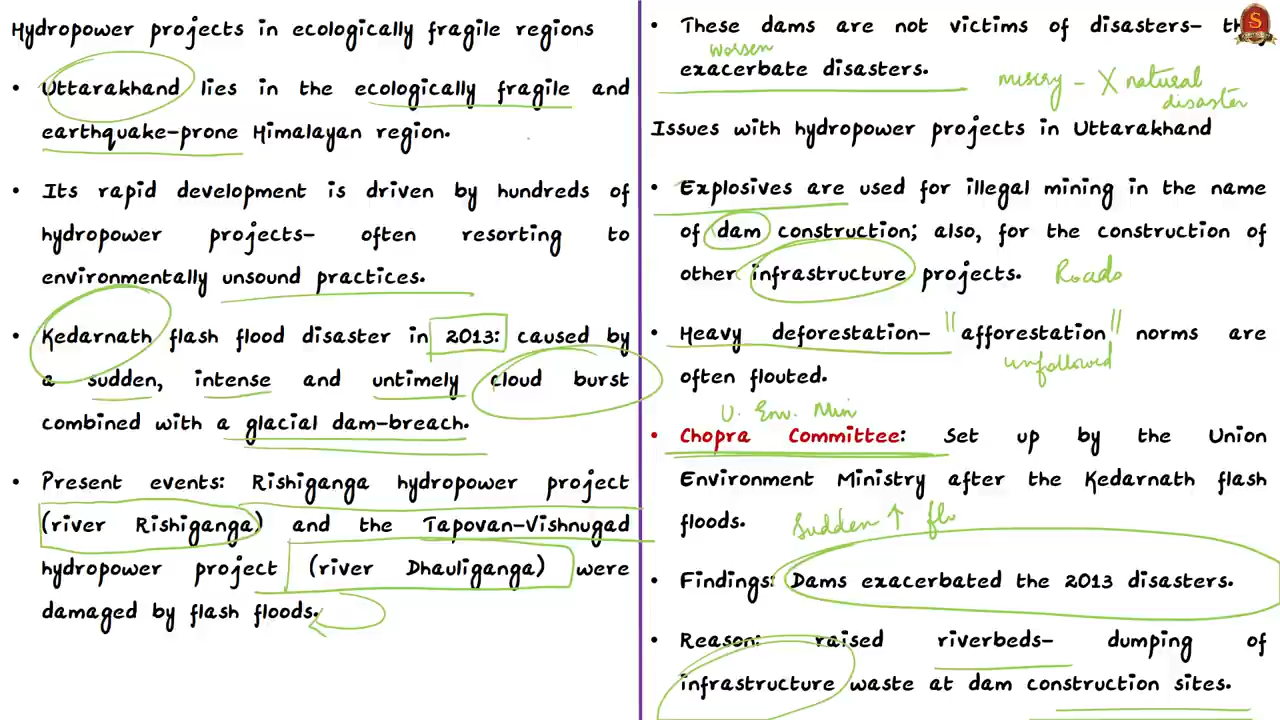 Hydropower projects in ecologically fragile regions
• Uttarakhand lies in the ecologically fragile and
earthquake-prone Himalayan region.
• Its rapid development is driven by hundreds of
hydropower projects- often resorting to
environmentally unsound practices.
• Kedarnath flash flood disaster in 2013: caused by
a sudden, intense and untimely cloud burst
combined with a glacial dam-breach.
• Present events: Rishiganga hydropower project
(river Rishiganga) and the Tapovan-Vishnugad
hydropower project (river Dhauliganga) were
damaged by flash floods.
• These dams are not victims of disasters-
worsen
exacerbate disasters.
misery - X natural
disaster
Issues with hydropower projects in Uttarakhand
• Explosives are used for illegal mining in the name
of dam construction; also, for the construction of
other infrastructure projects. Roads
• Heavy deforestation- "afforestation" norms are
unfollowed
often flouted.
U. Env. Min
• Chopra Committee: Set up by the Union
Environment Ministry after the Kedarnath flash
floods.
Sudden ↑ flo
• Findings: Dams exacerbated the 2013 disasters.
• Reason: raised riverbeds- dumping of
infrastructure waste at dam construction sites.